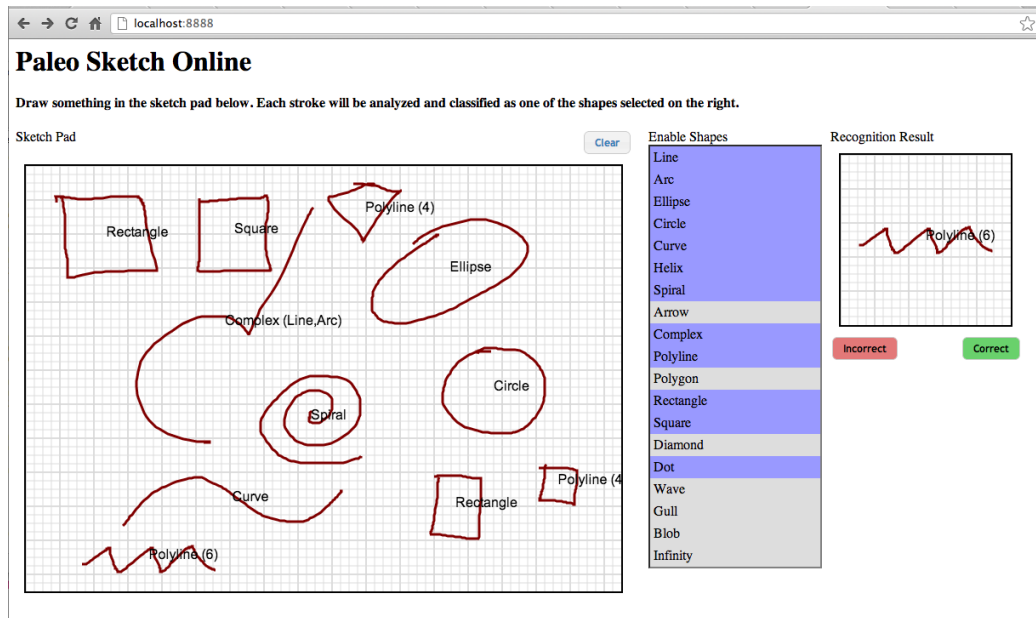 localhost:8888
Paleo Sketch Online
Draw something in the sketch pad below. Each stroke will be analyzed and classified as one of the shapes selected on the right.
Sketch Pad
Clear
Rectangle
Square
Polyline (4)
Ellipse
Complex (Line,Arc)
Circle
Spiral
Curve
Rectangle
Polyline (4
Polyline (6)
Enable Shapes
Line
Arc
Ellipse
Circle
Curve
Helix
Spiral
Arrow
Complex
Polyline
Polygon
Rectangle
Square
Diamond
Dot
Wave
Gull
Blob
Infinity
Recognition Result
Polyline (6)
Incorrect
Correct